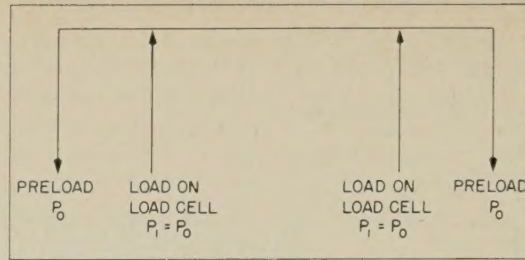 PRELOAD
P₀
LOAD ON
LOAD CELL
P₁ = P₀
LOAD ON
LOAD CELL
P₁ = P₀
PRELOAD
P₀